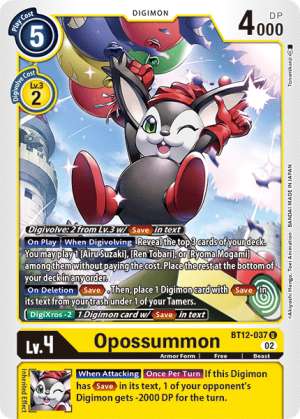 Play Cost
5
DIGIMON
DP
4000
Digivolve Cost
Lv.3
2
Digivolve: 2 from Lv.3 w/ Save in text
On Play When Digivolving Reveal the top 3 cards of your deck.
You may play 1 [Airu Suzaki], [Ren Tobari], or [Ryoma Mogami]
among them without paying the cost. Place the rest at the bottom of
your deck in any order.
On Deletion Save. Then, place 1 Digimon card with Save in
its text from your trash under 1 of your Tamers.
DigiXros -2 1 Digimon card w/ Save in text
BT12-037 U
02
Lv.4
Opossummon
Armor Form
Free
Beast
Inherited Effect
When Attacking Once Per Turn If this Digimon
has Save in its text, 1 of your opponent's
Digimon gets -2000 DP for the turn.